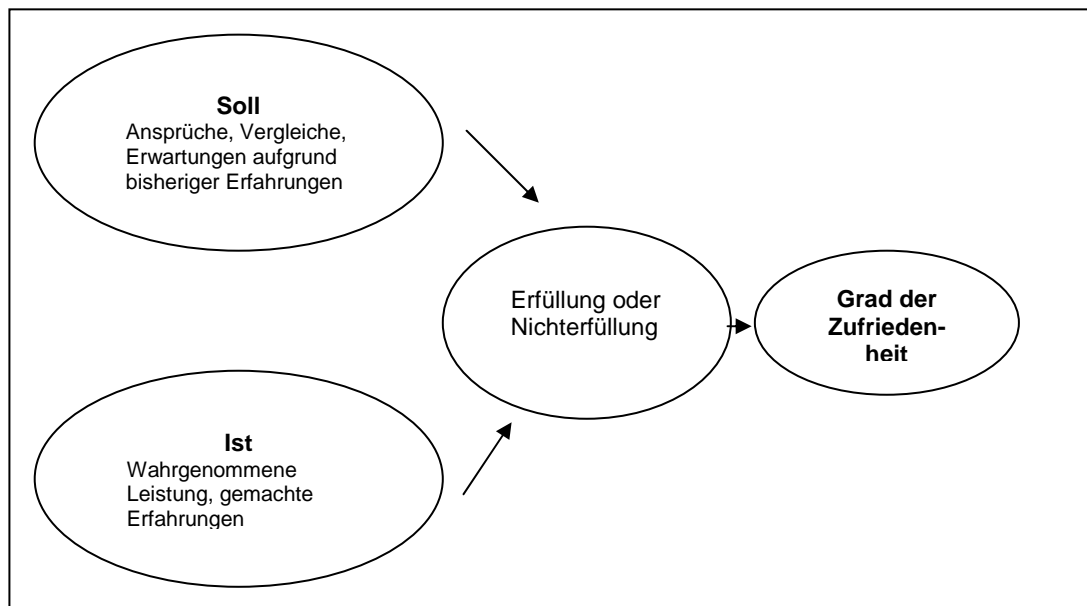 Soll
Ansprüche, Vergleiche,
Erwartungen aufgrund
bisheriger Erfahrungen
Erfüllung oder
Nichterfüllung
Grad der
Zufrieden-
heit
Ist
Wahrgenommene
Leistung, gemachte
Erfahrungen